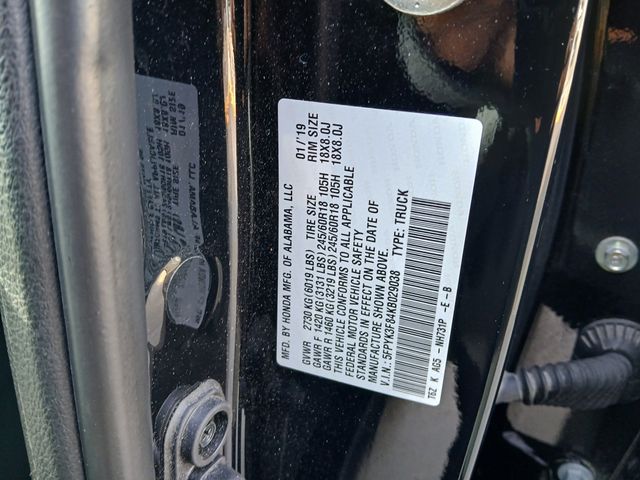 MFD. BY HONDA MFG. OF ALABAMA, LLC 01/'19
TIRE SIZE RIM SIZE
GVWR 2730 KG(6019 LBS)
GAWR F 1420 KG(3131 LBS) 245/60R18 105H 18X8.0J
GAWR R 1460 KG(3219 LBS) 245/60R18 105H 18X8.0J
THIS VEHICLE CONFORMS TO ALL APPLICABLE
FEDERAL MOTOR VEHICLE SAFETY
STANDARDS IN EFFECT ON THE DATE OF
MANUFACTURE SHOWN ABOVE.
V.I.N.: 5FPYK3F84KB029038 TYPE: TRUCK
T6Z K AG5 -NH731P -E-B